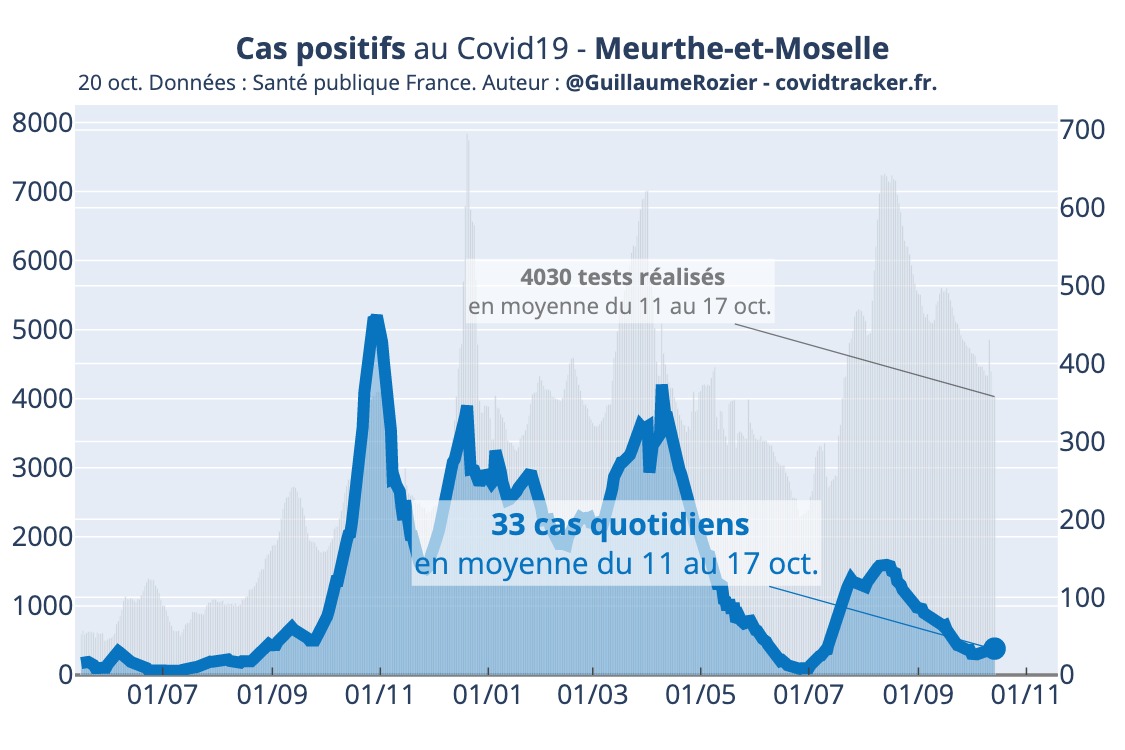 Cas positifs au Covid19 - Meurthe-et-Moselle
20 oct. Données : Santé publique France. Auteur : @GuillaumeRozier - covidtracker.fr.
8000
7000
6000
5000
4000
3000
2000
1000
0
700
600
500
400
300
200
100
0
4030 tests réalisés
en moyenne du 11 au 17 oct.
33 cas quotidiens
en moyenne du 11 au 17 oct.
01/07 01/09 01/11 01/01 01/03 01/05 01/07 01/09 01/11